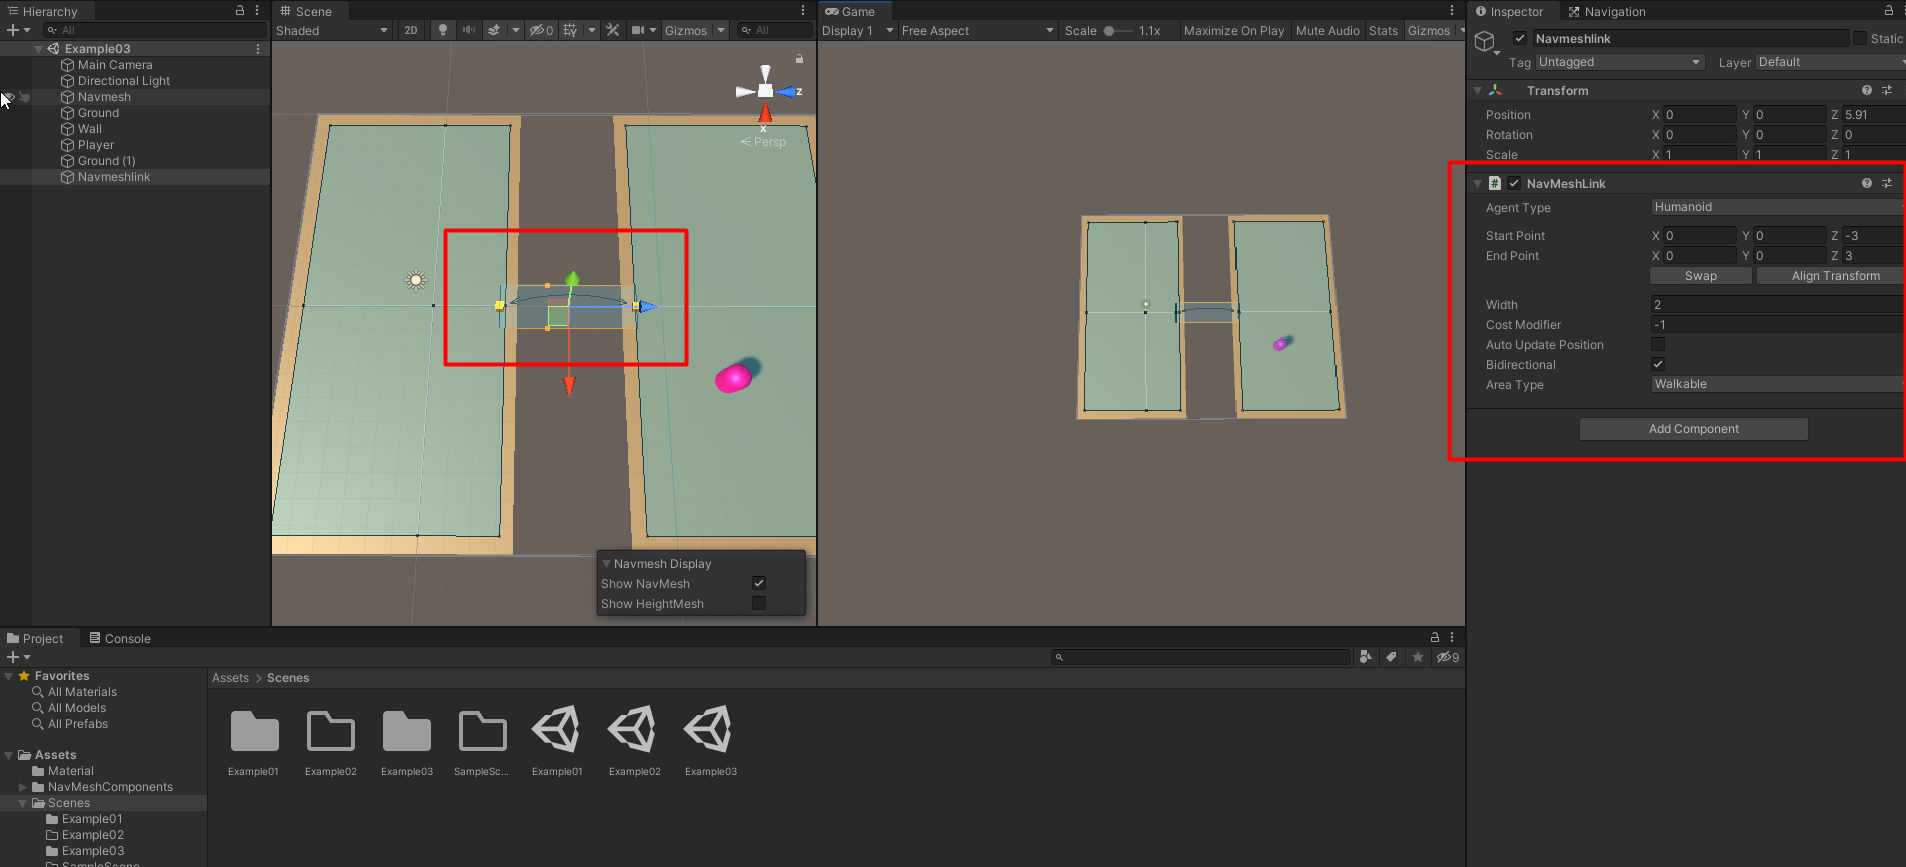 Hierarchy
All
Example03
Main Camera
Directional Light
Navmesh
Ground
Wall
Player
Ground (1)
Navmeshlink
Scene
Shaded
2D
0
Gizmos
All
z
x
Persp
Navmesh Display
Show NavMesh
Show HeightMesh
Game
Display 1
Free Aspect
Scale
1.1x
Maximize On Play
Mute Audio
Stats
Gizmos
Inspector
Navigation
Navmeshlink
Static
Tag
Untagged
Layer
Default
Transform
Position X 0 Y 0 Z 5.91
Rotation X 0 Y 0 Z 0
Scale X 1 Y 1 Z 1
# NavMeshLink
Agent Type Humanoid
Start Point X 0 Y 0 Z -3
End Point X 0 Y 0 Z 3
Swap Align Transform
Width 2
Cost Modifier -1
Auto Update Position
Bidirectional
Area Type Walkable
Add Component
Project
Console
9
Favorites
All Materials
All Models
All Prefabs
Assets
Material
NavMeshComponents
Scenes
Example01
Example02
Example03
SampleScene
Assets > Scenes
Example01 Example02 Example03 SampleSc... Example01 Example02 Example03